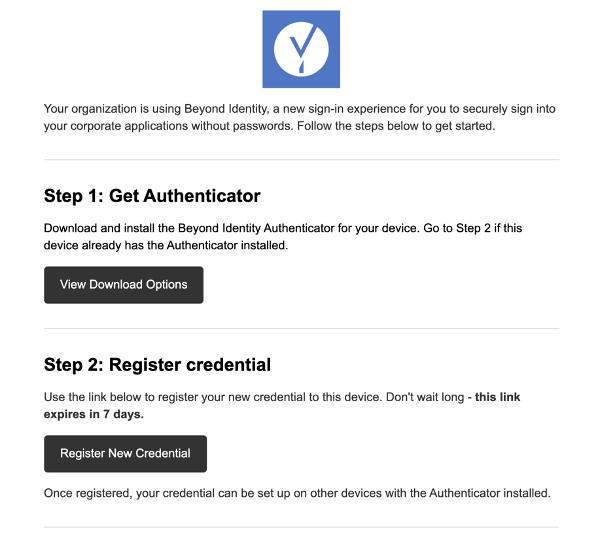 Your organization is using Beyond Identity, a new sign-in experience for you to securely sign into
your corporate applications without passwords. Follow the steps below to get started.
Step 1: Get Authenticator
Download and install the Beyond Identity Authenticator for your device. Go to Step 2 if this
device already has the Authenticator installed.
View Download Options
Step 2: Register credential
Use the link below to register your new credential to this device. Don't wait long - this link
expires in 7 days.
Register New Credential
Once registered, your credential can be set up on other devices with the Authenticator installed.